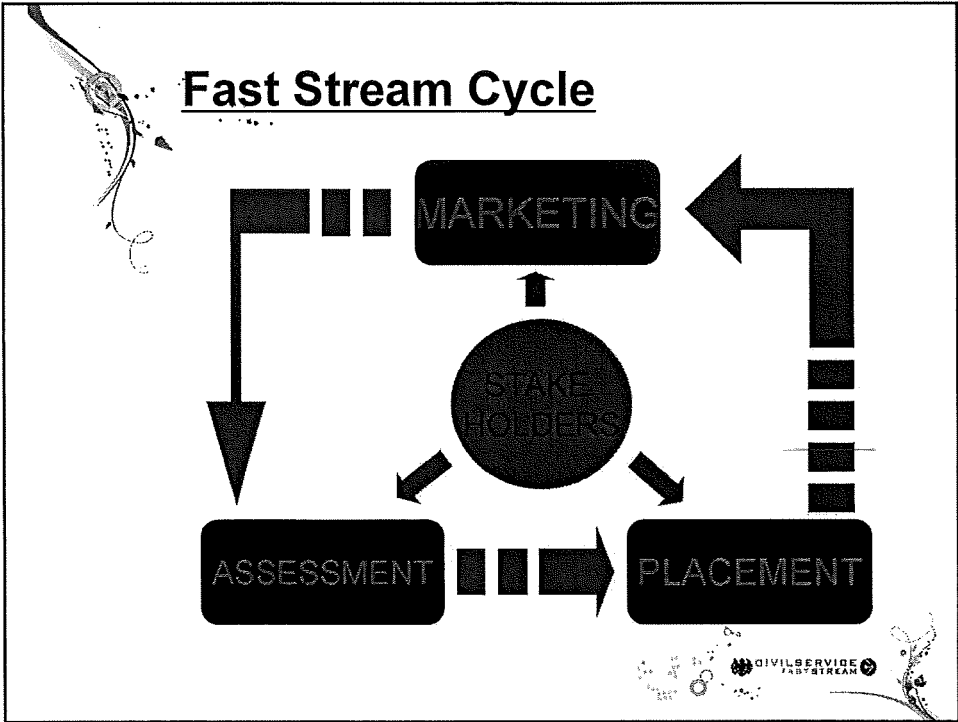 Fast Stream Cycle
MARKETING
STAKE
HOLDERS
ASSESSMENT
PLACEMENT
CIVILSERVICE
FASTSTREAM